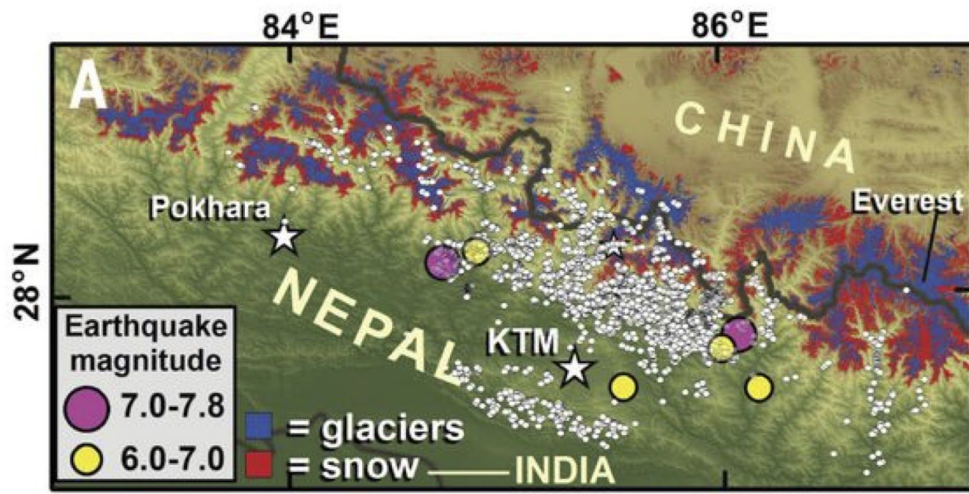 84°E
86°E
A
CHINA
Everest
Pokhara
28°N
NEPAL
KTM
Earthquake
magnitude
7.0-7.8
6.0-7.0
= glaciers
= snow
INDIA